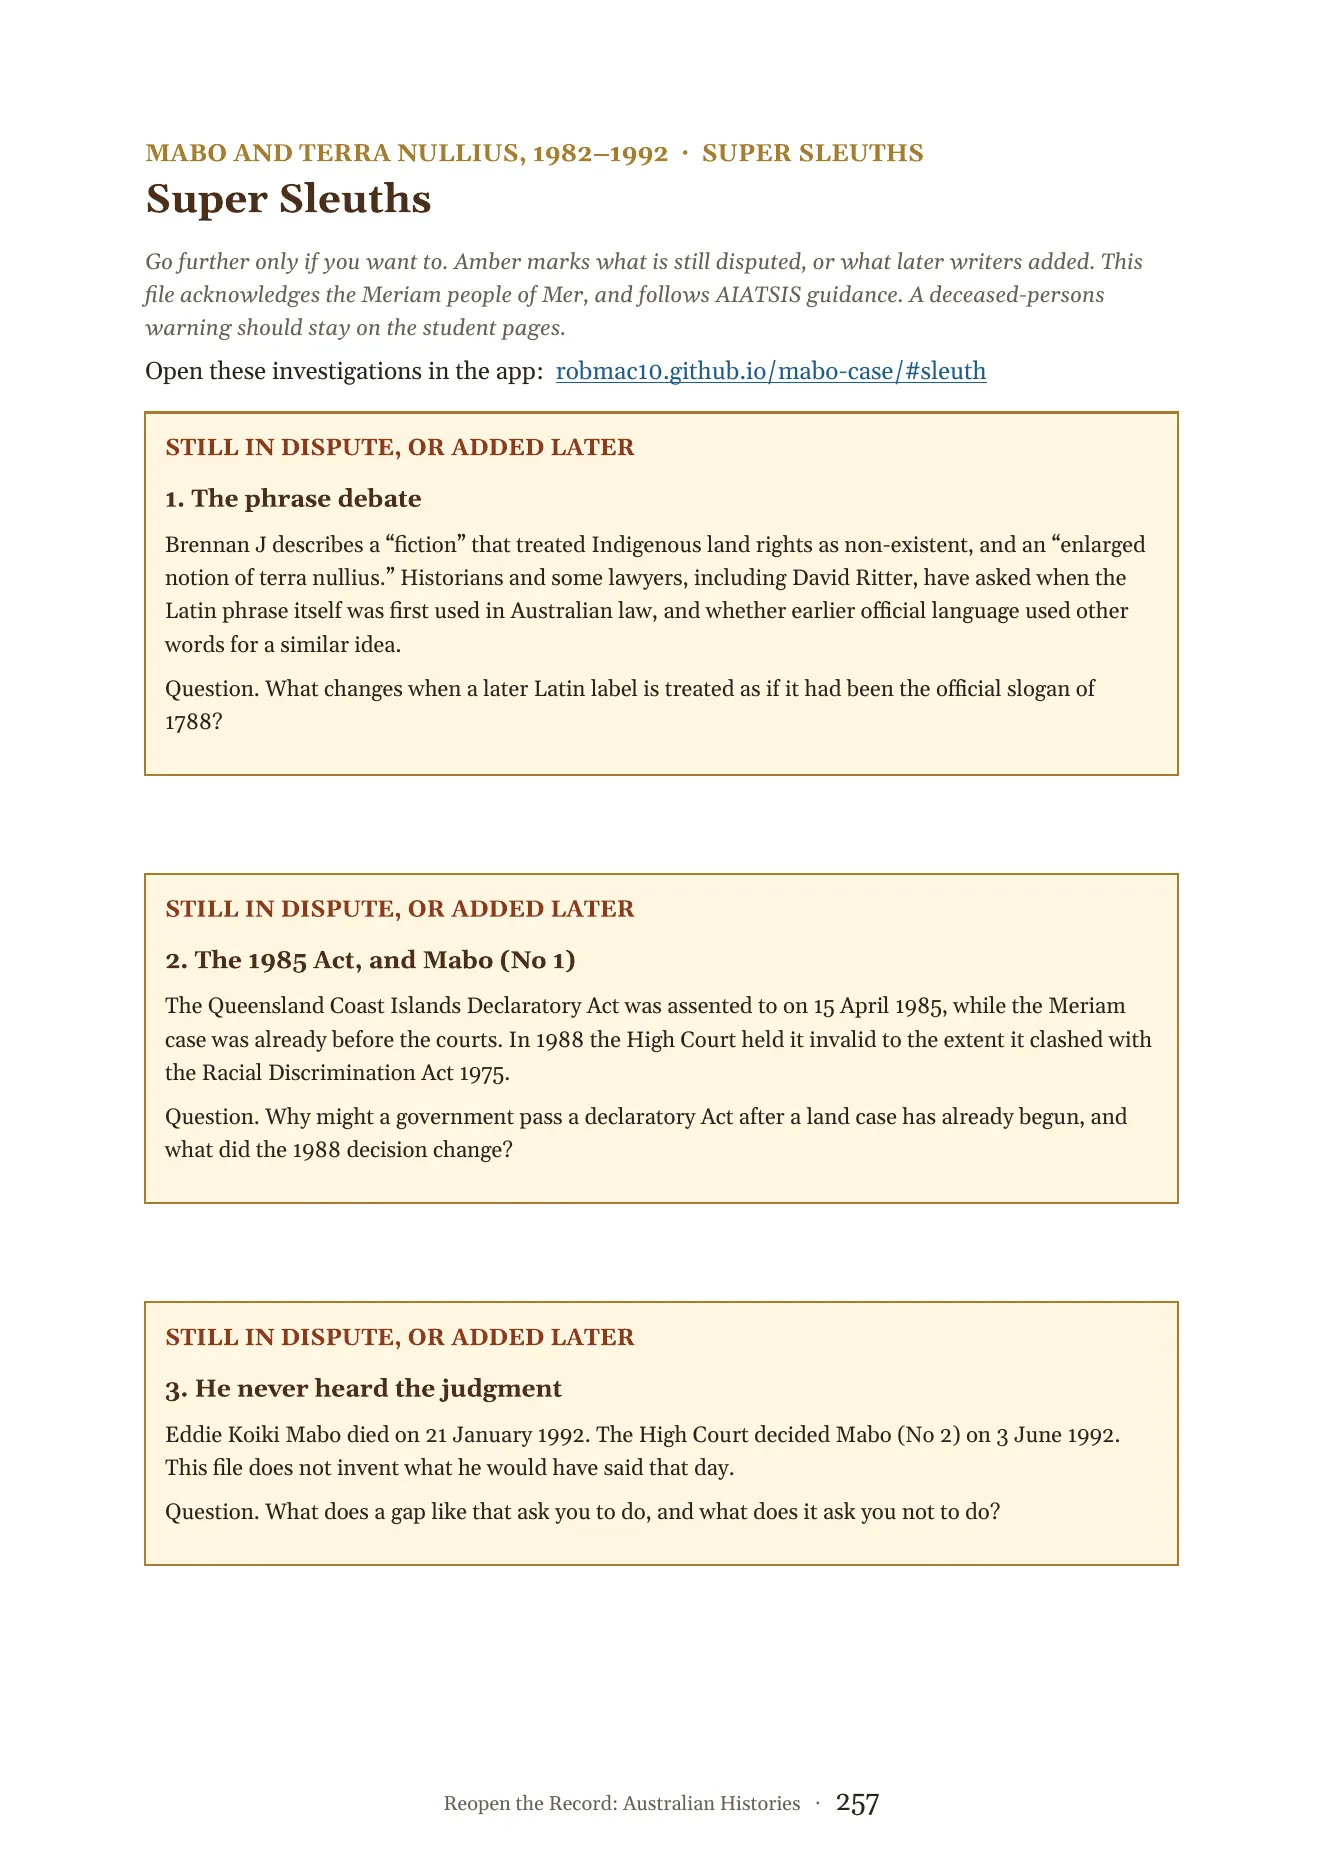 MABO AND TERRA NULLIUS, 1982–1992 · SUPER SLEUTHS
Super Sleuths
Go further only if you want to. Amber marks what is still disputed, or what later writers added. This
file acknowledges the Meriam people of Mer, and follows AIATSIS guidance. A deceased-persons
warning should stay on the student pages.
Open these investigations in the app: robmac10.github.io/mabo-case/#sleuth
STILL IN DISPUTE, OR ADDED LATER
1. The phrase debate
Brennan J describes a “fiction” that treated Indigenous land rights as non-existent, and an “enlarged
notion of terra nullius.” Historians and some lawyers, including David Ritter, have asked when the
Latin phrase itself was first used in Australian law, and whether earlier official language used other
words for a similar idea.
Question. What changes when a later Latin label is treated as if it had been the official slogan of
1788?
STILL IN DISPUTE, OR ADDED LATER
2. The 1985 Act, and Mabo (No 1)
The Queensland Coast Islands Declaratory Act was assented to on 15 April 1985, while the Meriam
case was already before the courts. In 1988 the High Court held it invalid to the extent it clashed with
the Racial Discrimination Act 1975.
Question. Why might a government pass a declaratory Act after a land case has already begun, and
what did the 1988 decision change?
STILL IN DISPUTE, OR ADDED LATER
3. He never heard the judgment
Eddie Koiki Mabo died on 21 January 1992. The High Court decided Mabo (No 2) on 3 June 1992.
This file does not invent what he would have said that day.
Question. What does a gap like that ask you to do, and what does it ask you not to do?
Reopen the Record: Australian Histories · 257